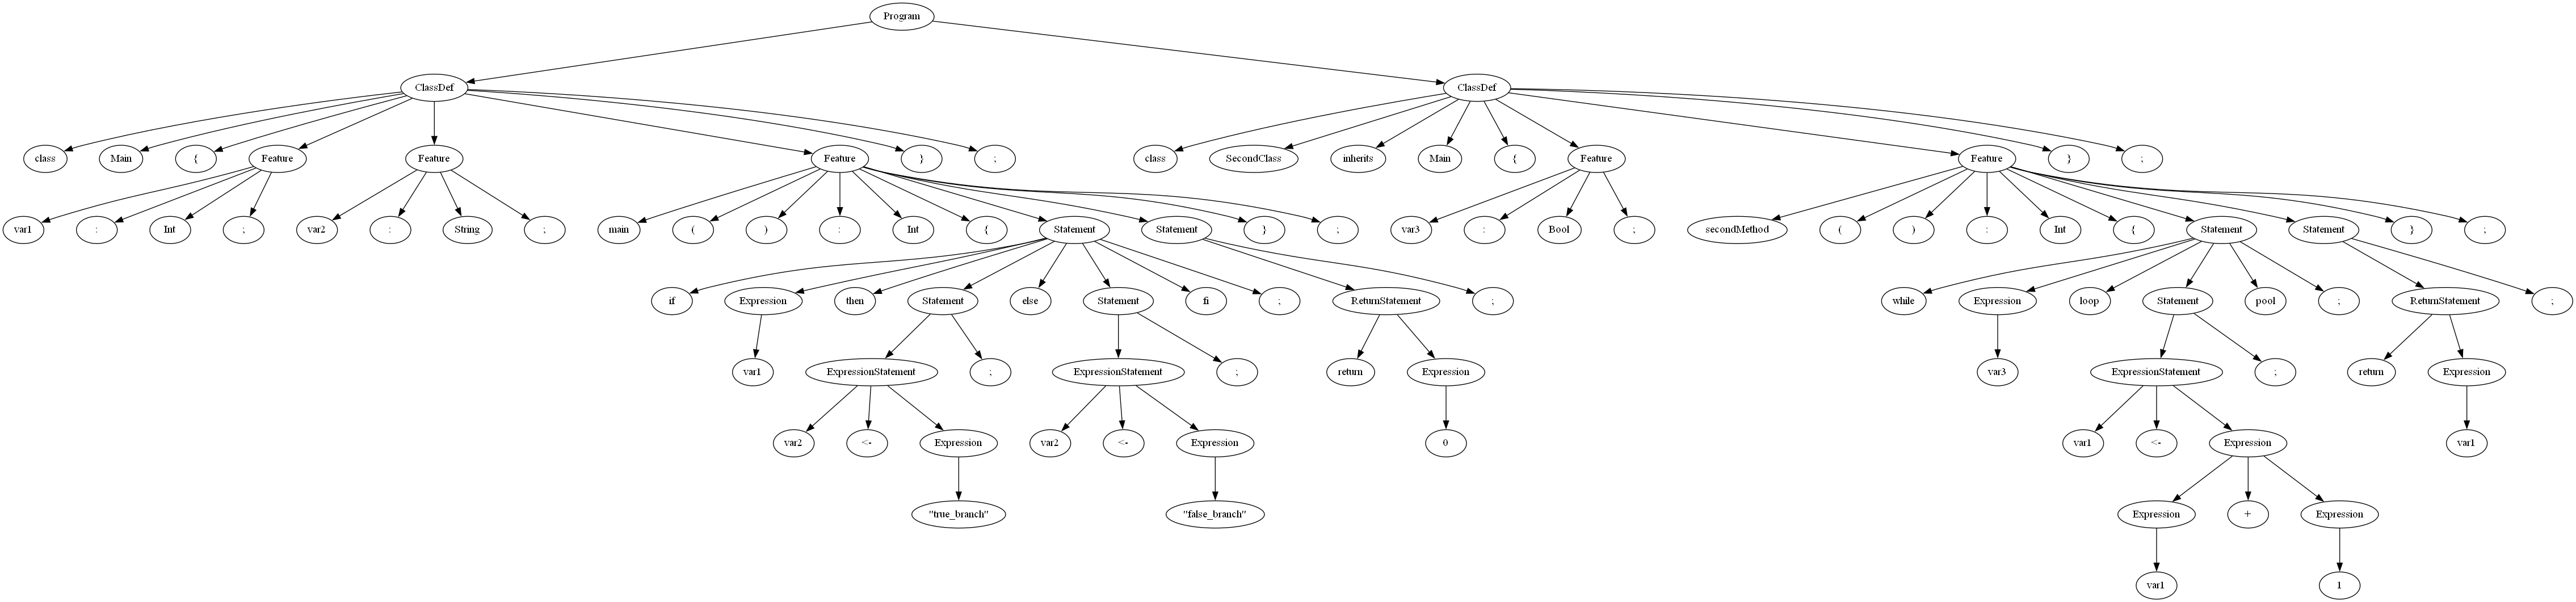 Program
ClassDef ClassDef
class Main { Feature Feature Feature } ; class SecondClass inherits Main { Feature Feature } ;
var1 : Int ; var2 : String ; main ( ) : Int { Statement Statement } ; var3 : Bool ; secondMethod ( ) : Int { Statement Statement } ;
if Expression then Statement else Statement fi ; ReturnStatement ; while Expression loop Statement pool ; ReturnStatement ;
var1 ExpressionStatement ; ExpressionStatement ; return Expression var3 ExpressionStatement ; return Expression
var2 <- Expression var2 <- Expression 0 var1 <- Expression var1
"true_branch" "false_branch" Expression + Expression
var1 1